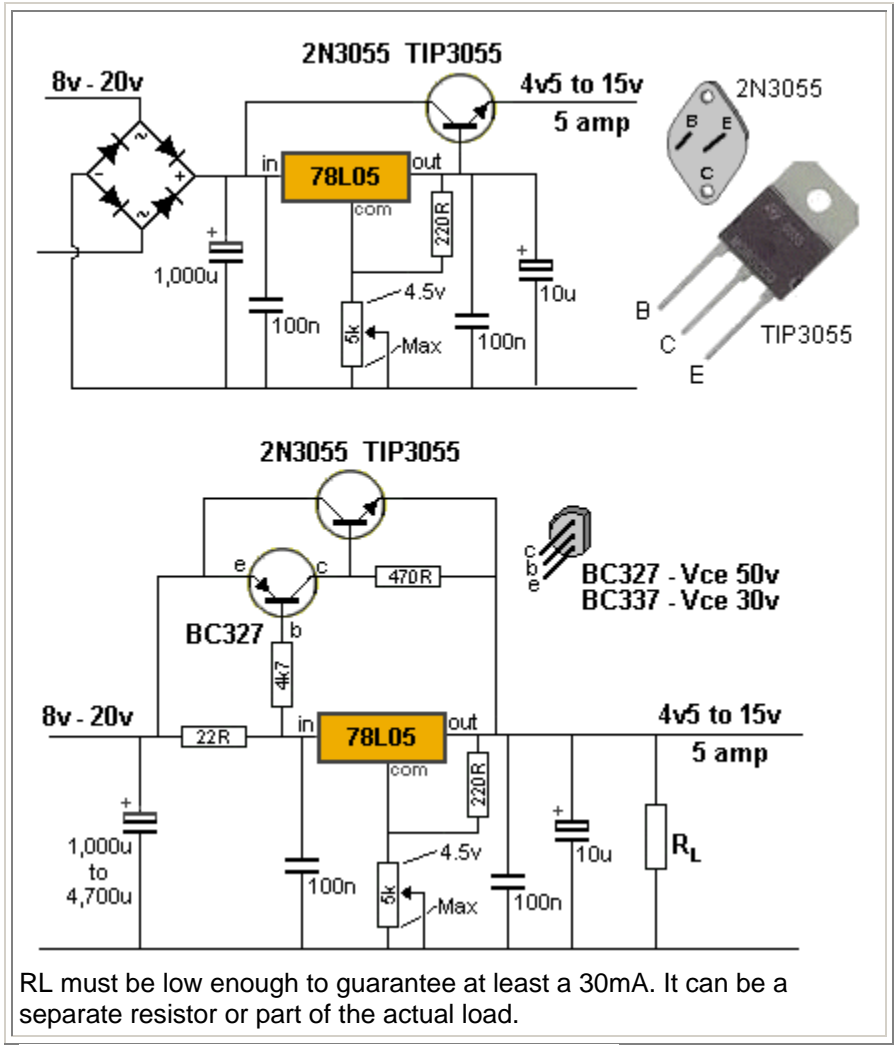 2N3055 TIP3055
8v - 20v
4v5 to 15v
5 amp
2N3055
B
E
C
~
~
-
+
in
78L05
out
com
220R
+
1,000u
100n
5k
4.5v
Max
100n
+
10u
B
C
E
TIP3055
2N3055 TIP3055
e
c
470R
BC327
b
4k7
c
b
e
BC327 - Vce 50v
BC337 - Vce 30v
8v - 20v
22R
in
78L05
out
com
220R
4v5 to 15v
5 amp
+
1,000u
to
4,700u
100n
5k
4.5v
Max
100n
+
10u
RL
RL must be low enough to guarantee at least a 30mA. It can be a
separate resistor or part of the actual load.